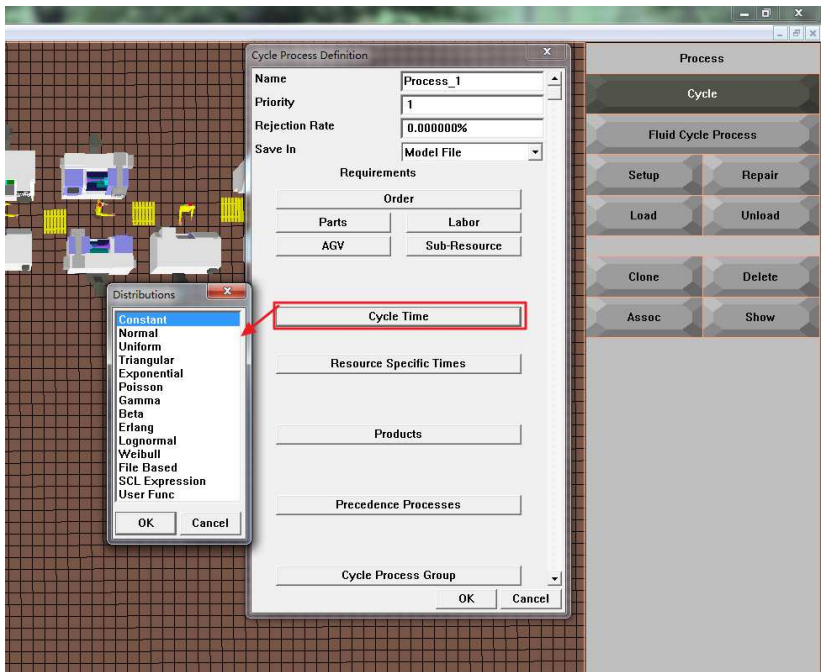 Cycle Process Definition
Name
Process_1
Priority
1
Rejection Rate
0.000000%
Save In
Model File
Requirements
Order
Parts
Labor
AGV
Sub-Resource
Cycle Time
Resource Specific Times
Products
Precedence Processes
Cycle Process Group
OK
Cancel
Distributions
Constant
Normal
Uniform
Triangular
Exponential
Poisson
Gamma
Beta
Erlang
Lognormal
Weibull
File Based
SCL Expression
User Func
OK
Cancel
Process
Cycle
Fluid Cycle Process
Setup
Repair
Load
Unload
Clone
Delete
Assoc
Show